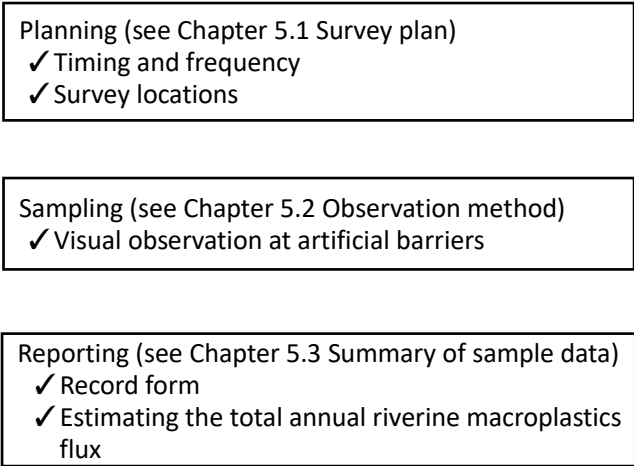 Planning (see Chapter 5.1 Survey plan)
✓Timing and frequency
✓Survey locations
Sampling (see Chapter 5.2 Observation method)
✓Visual observation at artificial barriers
Reporting (see Chapter 5.3 Summary of sample data)
✓Record form
✓Estimating the total annual riverine macroplastics
flux